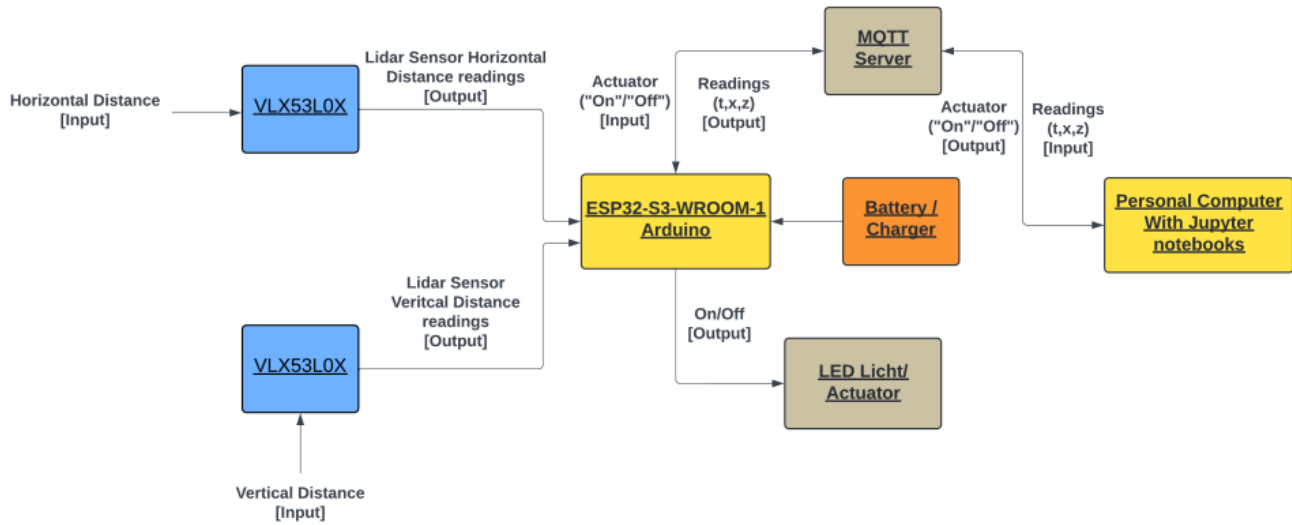 Horizontal Distance
[Input]
VLX53L0X
Lidar Sensor Horizontal
Distance readings
[Output]
Vertical Distance
[Input]
VLX53L0X
Lidar Sensor
Veritcal Distance
readings
[Output]
ESP32-S3-WROOM-1
Arduino
Actuator
("On"/"Off")
[Input]
Readings
(t,x,z)
[Output]
MQTT
Server
Actuator
("On"/"Off")
[Output]
Readings
(t,x,z)
[Input]
Battery /
Charger
Personal Computer
With Jupyter
notebooks
On/Off
[Output]
LED Licht/
Actuator